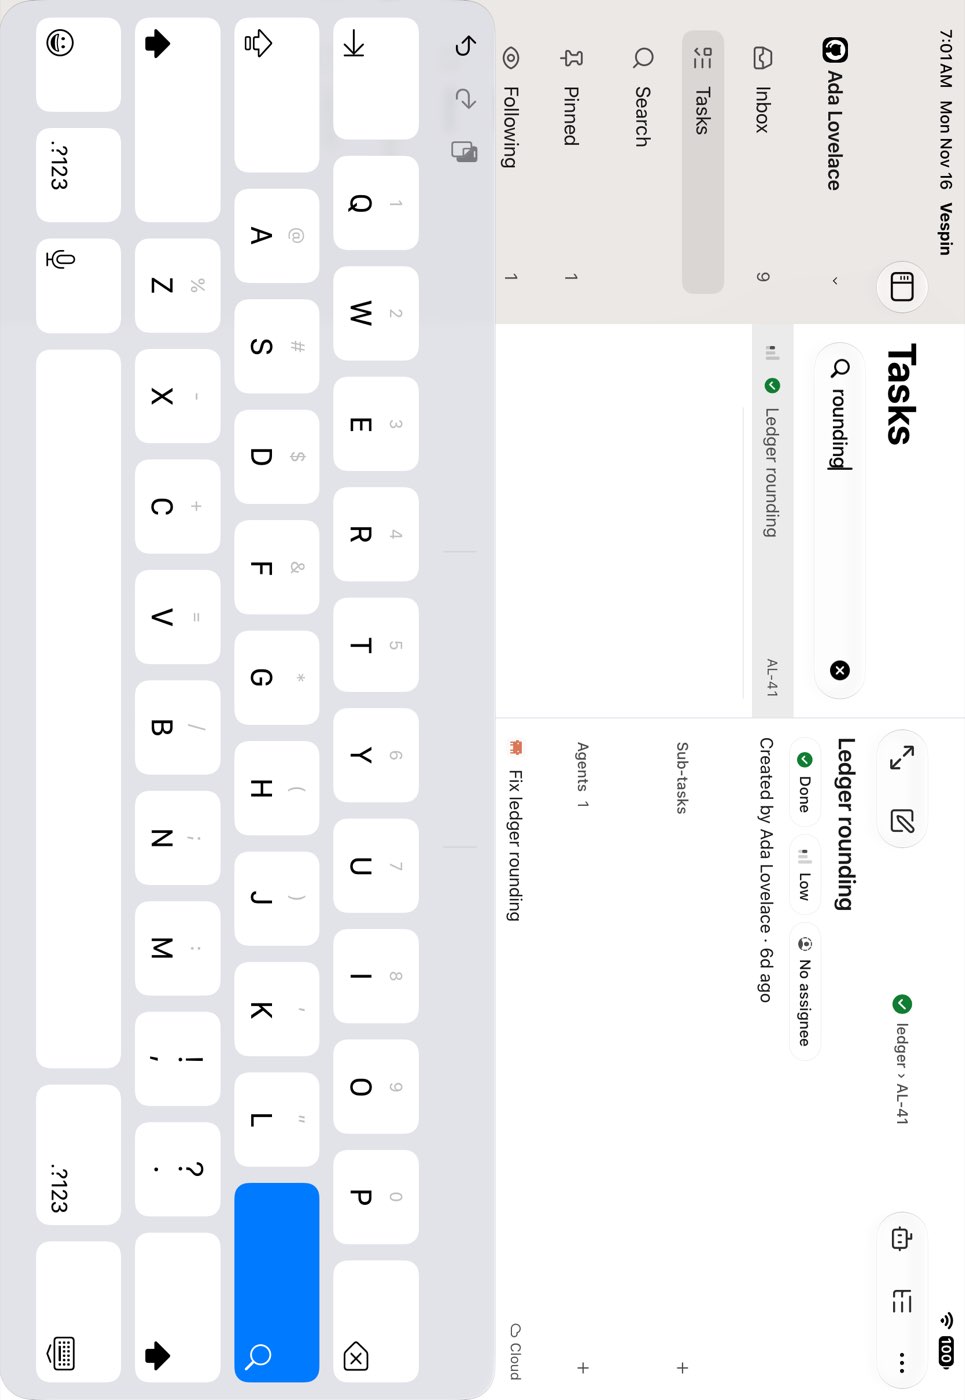 7:01 AM Mon Nov 16 Vespin
100
Ada Lovelace
Inbox 9
Tasks
Search
Pinned 1
Following 1
Tasks
rounding
Ledger rounding AL-41
ledger › AL-41
Ledger rounding
Done Low No assignee
Created by Ada Lovelace · 6d ago
Sub-tasks +
Agents 1 +
Fix ledger rounding Cloud
1 2 3 4 5 6 7 8 9 0
Q W E R T Y U I O P
@ # $ & * ( ) ' "
A S D F G H J K L
% - + = / ; : ! ?
Z X C V B N M , .
.?123 .?123